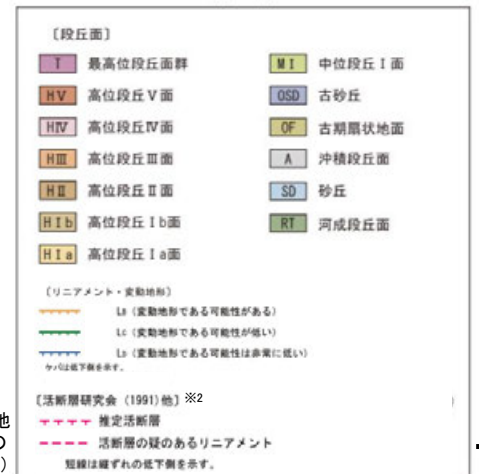 〔段丘面〕
T 最高位段丘面群
HⅤ 高位段丘Ⅴ面
HⅣ 高位段丘Ⅳ面
HⅢ 高位段丘Ⅲ面
HⅡ 高位段丘Ⅱ面
HⅠb 高位段丘Ⅰb面
HⅠa 高位段丘Ⅰa面
MⅠ 中位段丘Ⅰ面
OSD 古砂丘
OF 古期扇状地面
A 沖積段丘面
SD 砂丘
RT 河成段丘面
〔リニアメント・変動地形〕
LB（変動地形である可能性がある）
LC（変動地形である可能性が低い）
LD（変動地形である可能性は非常に低い）
ケバは低下側を示す。
〔活断層研究会（1991）他〕※2
推定活断層
活断層の疑のあるリニアメント
短線は縦ずれの低下側を示す。
地
の
）